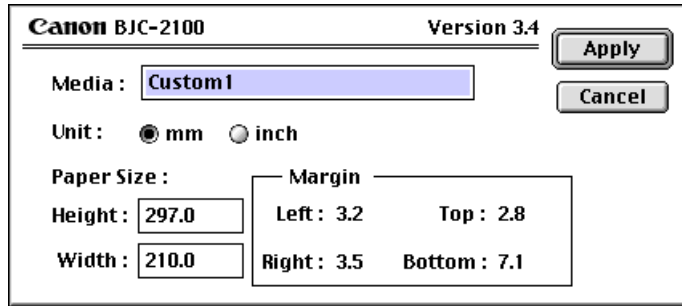 Canon BJC-2100 Version 3.4
Apply
Media : Custom1
Cancel
Unit : mm inch
Paper Size : Margin
Height : 297.0 Left : 3.2 Top : 2.8
Width : 210.0 Right : 3.5 Bottom : 7.1